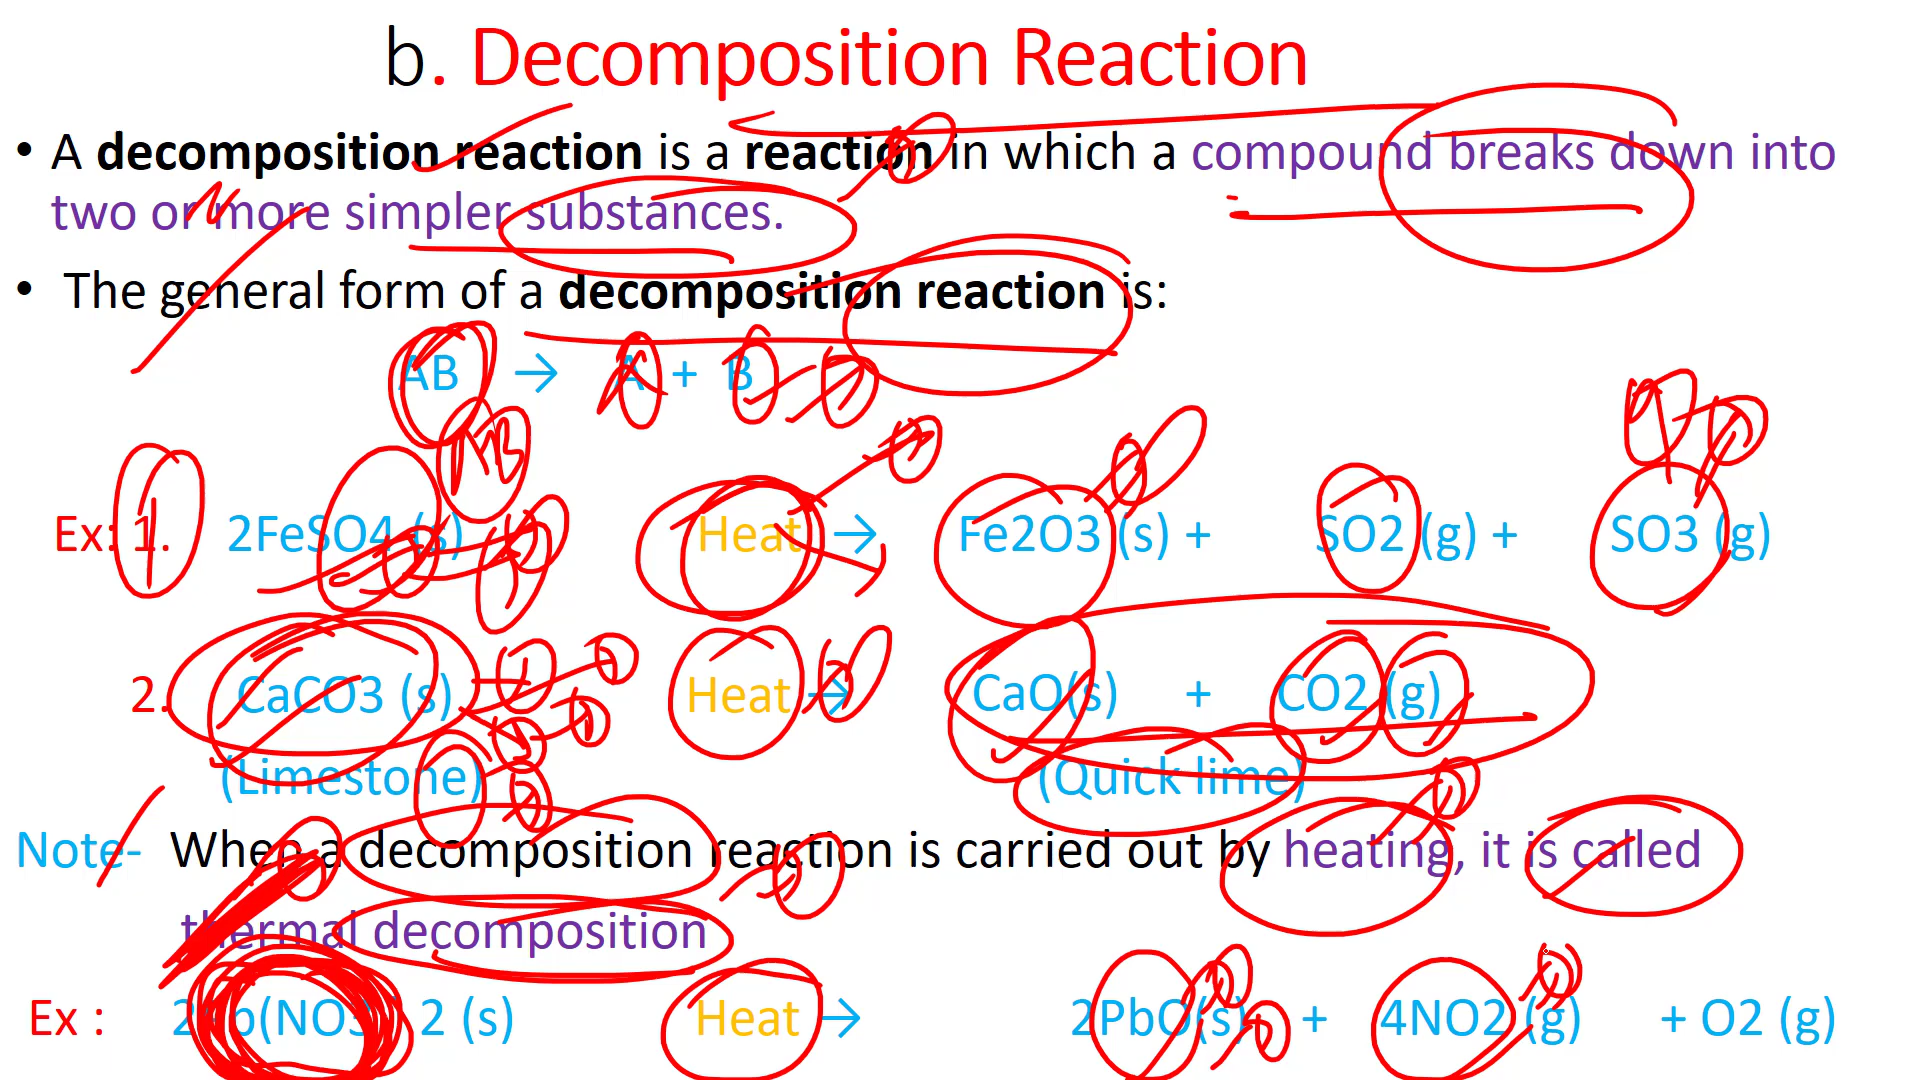 b. Decomposition Reaction
• A decomposition reaction is a reaction in which a compound breaks down into
two or more simpler substances.
• The general form of a decomposition reaction is:
AB → A + B
Ex: 1. 2FeSO4 (s) Heat → Fe2O3 (s) + SO2 (g) + SO3 (g)
2. CaCO3 (s) Heat → CaO(s) + CO2 (g)
(Limestone) (Quick lime)
Note- When a decomposition reaction is carried out by heating, it is called
thermal decomposition
Ex : 2Pb(NO3) 2 (s) Heat → 2PbO(s) + 4NO2 (g) + O2 (g)